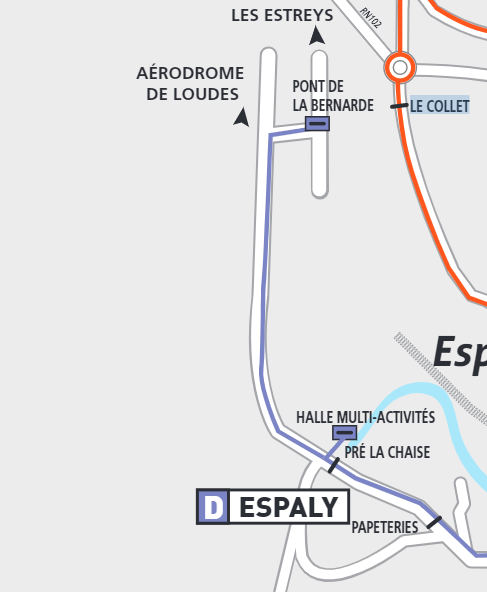 LES ESTREYS
RN102
AÉRODROME
DE LOUDES
PONT DE
LA BERNARDE
LE COLLET
Esp
HALLE MULTI-ACTIVITÉS
PRÉ LA CHAISE
D ESPALY
PAPETERIES